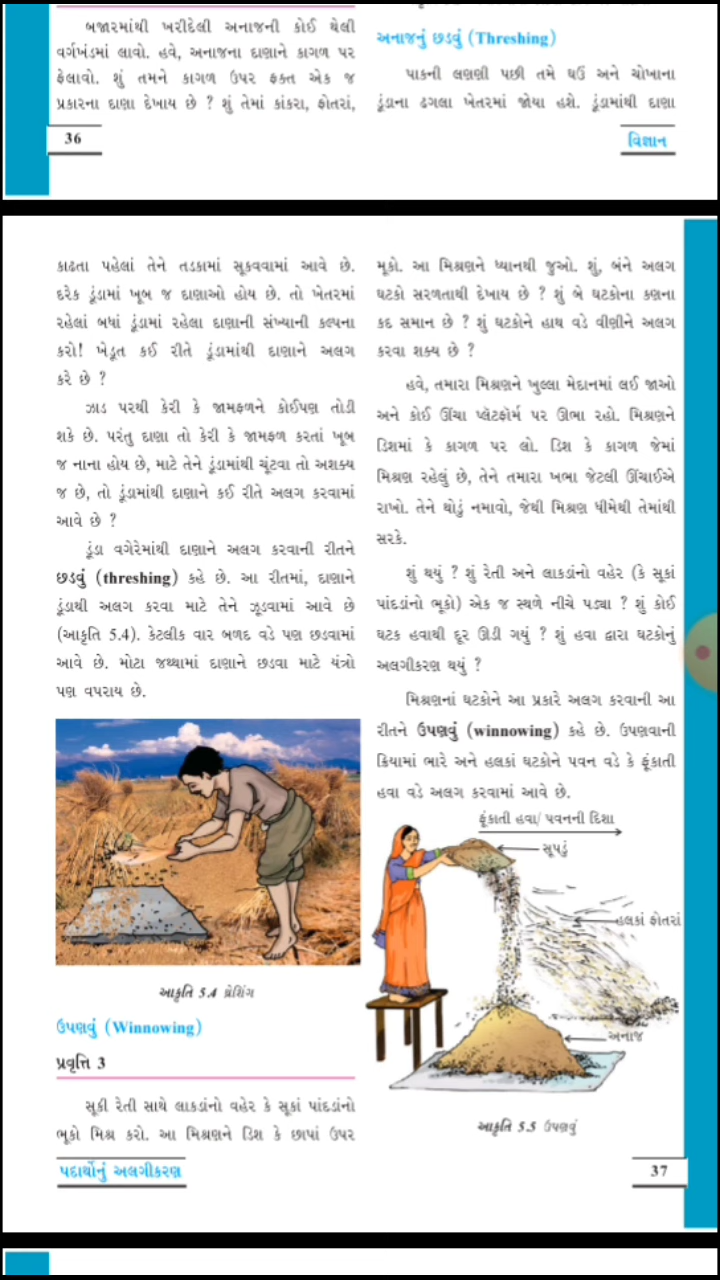 બજારમાંથી ખરીદેલી અનાજની કોઈ થેલી
વર્ગખંડમાં લાવો. હવે, અનાજના દાણાને કાગળ પર
ફેલાવો. શું તમને કાગળ ઉપર ફક્ત એક જ
પ્રકારના દાણા દેખાય છે ? શું તેમાં કાંકરા, ફોતરાં,
36
અનાજનું છડવું (Threshing)
પાકની લણણી પછી તમે ઘઉં અને ચોખાના
ડૂંડાના ઢગલા ખેતરમાં જોયા હશે. ડૂંડામાંથી દાણા
વિજ્ઞાન
કાઢતા પહેલાં તેને તડકામાં સૂકવવામાં આવે છે.
દરેક ડૂંડામાં ખૂબ જ દાણાઓ હોય છે. તો ખેતરમાં
રહેલાં બધાં ડૂંડામાં રહેલા દાણાની સંખ્યાની કલ્પના
કરો! ખેડૂત કઈ રીતે ડૂંડામાંથી દાણાને અલગ
કરે છે ?
ઝાડ પરથી કેરી કે જામફળને કોઈપણ તોડી
શકે છે. પરંતુ દાણા તો કેરી કે જામફળ કરતાં ખૂબ
જ નાના હોય છે, માટે તેને ડૂંડામાંથી ચૂંટવા તો અશક્ય
જ છે, તો ડૂંડામાંથી દાણાને કઈ રીતે અલગ કરવામાં
આવે છે ?
ડૂંડા વગેરેમાંથી દાણાને અલગ કરવાની રીતને
છડવું (threshing) કહે છે. આ રીતમાં, દાણાને
ડૂંડાથી અલગ કરવા માટે તેને ઝૂડવામાં આવે છે
(આકૃતિ 5.4). કેટલીક વાર બળદ વડે પણ છડવામાં
આવે છે. મોટા જથ્થામાં દાણાને છડવા માટે યંત્રો
પણ વપરાય છે.
આકૃતિ 5.4 થ્રેશિંગ
ઉપણવું (Winnowing)
પ્રવૃત્તિ 3
સૂકી રેતી સાથે લાકડાંનો વહેર કે સૂકાં પાંદડાંનો
ભૂકો મિશ્ર કરો. આ મિશ્રણને ડિશ કે છાપાં ઉપર
પદાર્થોનું અલગીકરણ
મૂકો. આ મિશ્રણને ધ્યાનથી જુઓ. શું, બંને અલગ
ઘટકો સરળતાથી દેખાય છે ? શું બે ઘટકોના કણના
કદ સમાન છે ? શું ઘટકોને હાથ વડે વીણીને અલગ
કરવા શક્ય છે ?
હવે, તમારા મિશ્રણને ખુલ્લા મેદાનમાં લઈ જાઓ
અને કોઈ ઊંચા પ્લૅટફૉર્મ પર ઊભા રહો. મિશ્રણને
ડિશમાં કે કાગળ પર લો. ડિશ કે કાગળ જેમાં
મિશ્રણ રહેલું છે, તેને તમારા ખભા જેટલી ઊંચાઈએ
રાખો. તેને થોડું નમાવો, જેથી મિશ્રણ ધીમેથી તેમાંથી
સરકે.
શું થયું ? શું રેતી અને લાકડાંનો વહેર (કે સૂકાં
પાંદડાંનો ભૂકો) એક જ સ્થળે નીચે પડ્યા ? શું કોઈ
ઘટક હવાથી દૂર ઊડી ગયું ? શું હવા દ્વારા ઘટકોનું
અલગીકરણ થયું ?
મિશ્રણનાં ઘટકોને આ પ્રકારે અલગ કરવાની આ
રીતને ઉપણવું (winnowing) કહે છે. ઉપણવાની
ક્રિયામાં ભારે અને હલકાં ઘટકોને પવન વડે કે ફૂંકાતી
હવા વડે અલગ કરવામાં આવે છે.
ફૂંકાતી હવા/ પવનની દિશા
સૂપડું
હલકાં ફોતરાં
અનાજ
આકૃતિ 5.5 ઉપણવું
37